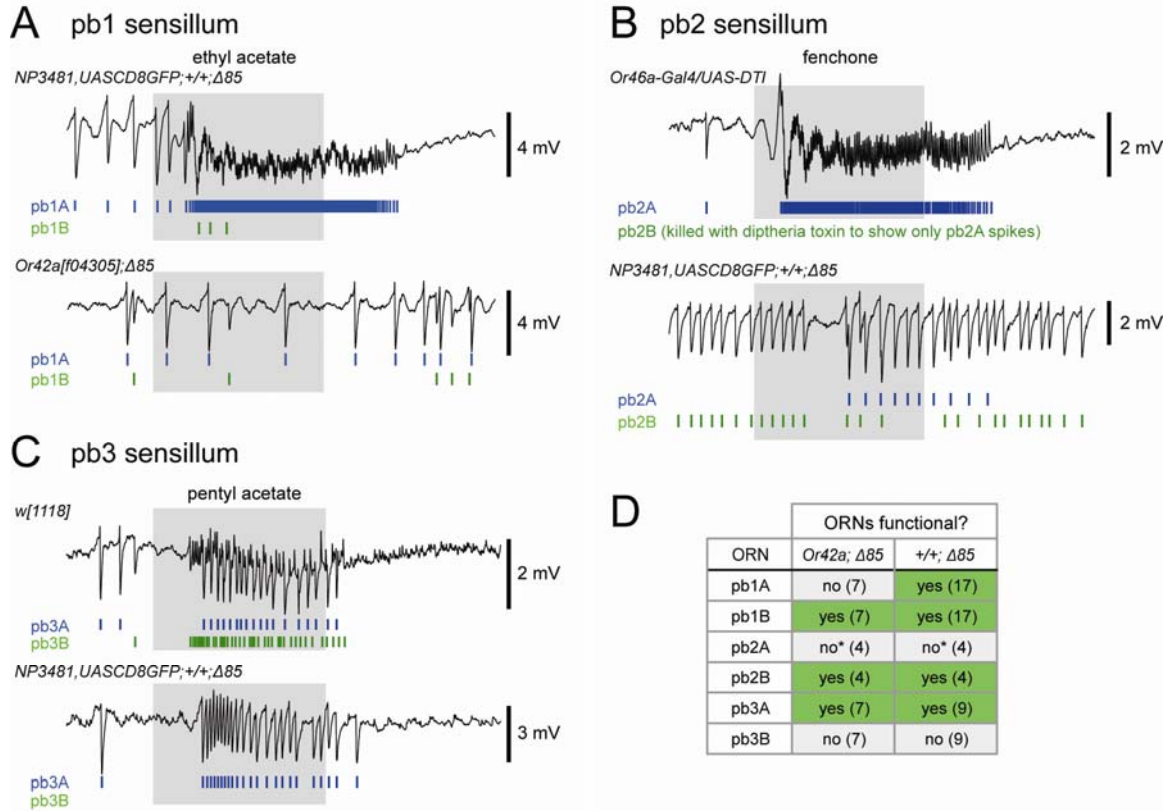 A pb1 sensillum
ethyl acetate
NP3481,UASCD8GFP;+/+;Δ85
4 mV
pb1A
pb1B
Or42a[f04305];Δ85
4 mV
pb1A
pb1B
B pb2 sensillum
fenchone
Or46a-Gal4/UAS-DTI
2 mV
pb2A
pb2B (killed with diptheria toxin to show only pb2A spikes)
NP3481,UASCD8GFP;+/+;Δ85
2 mV
pb2A
pb2B
C pb3 sensillum
pentyl acetate
w[1118]
2 mV
pb3A
pb3B
NP3481,UASCD8GFP;+/+;Δ85
3 mV
pb3A
pb3B
D
ORNs functional?
ORN Or42a; Δ85 +/+; Δ85
pb1A no (7) yes (17)
pb1B yes (7) yes (17)
pb2A no* (4) no* (4)
pb2B yes (4) yes (4)
pb3A yes (7) yes (9)
pb3B no (7) no (9)